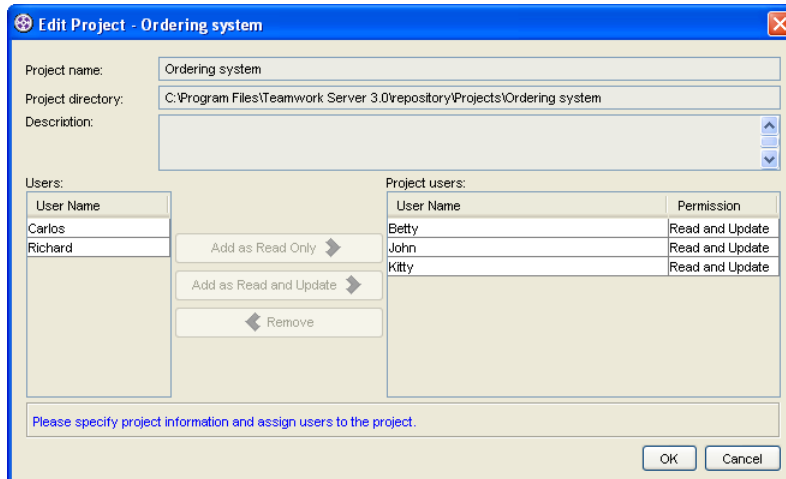 Edit Project - Ordering system
Project name: Ordering system
Project directory: C:\Program Files\Teamwork Server 3.0\repository\Projects\Ordering system
Description:
Users: Project users:
User Name User Name Permission
Carlos Betty Read and Update
Richard Add as Read Only John Read and Update
Kitty Read and Update
Add as Read and Update
Remove
Please specify project information and assign users to the project.
OK Cancel